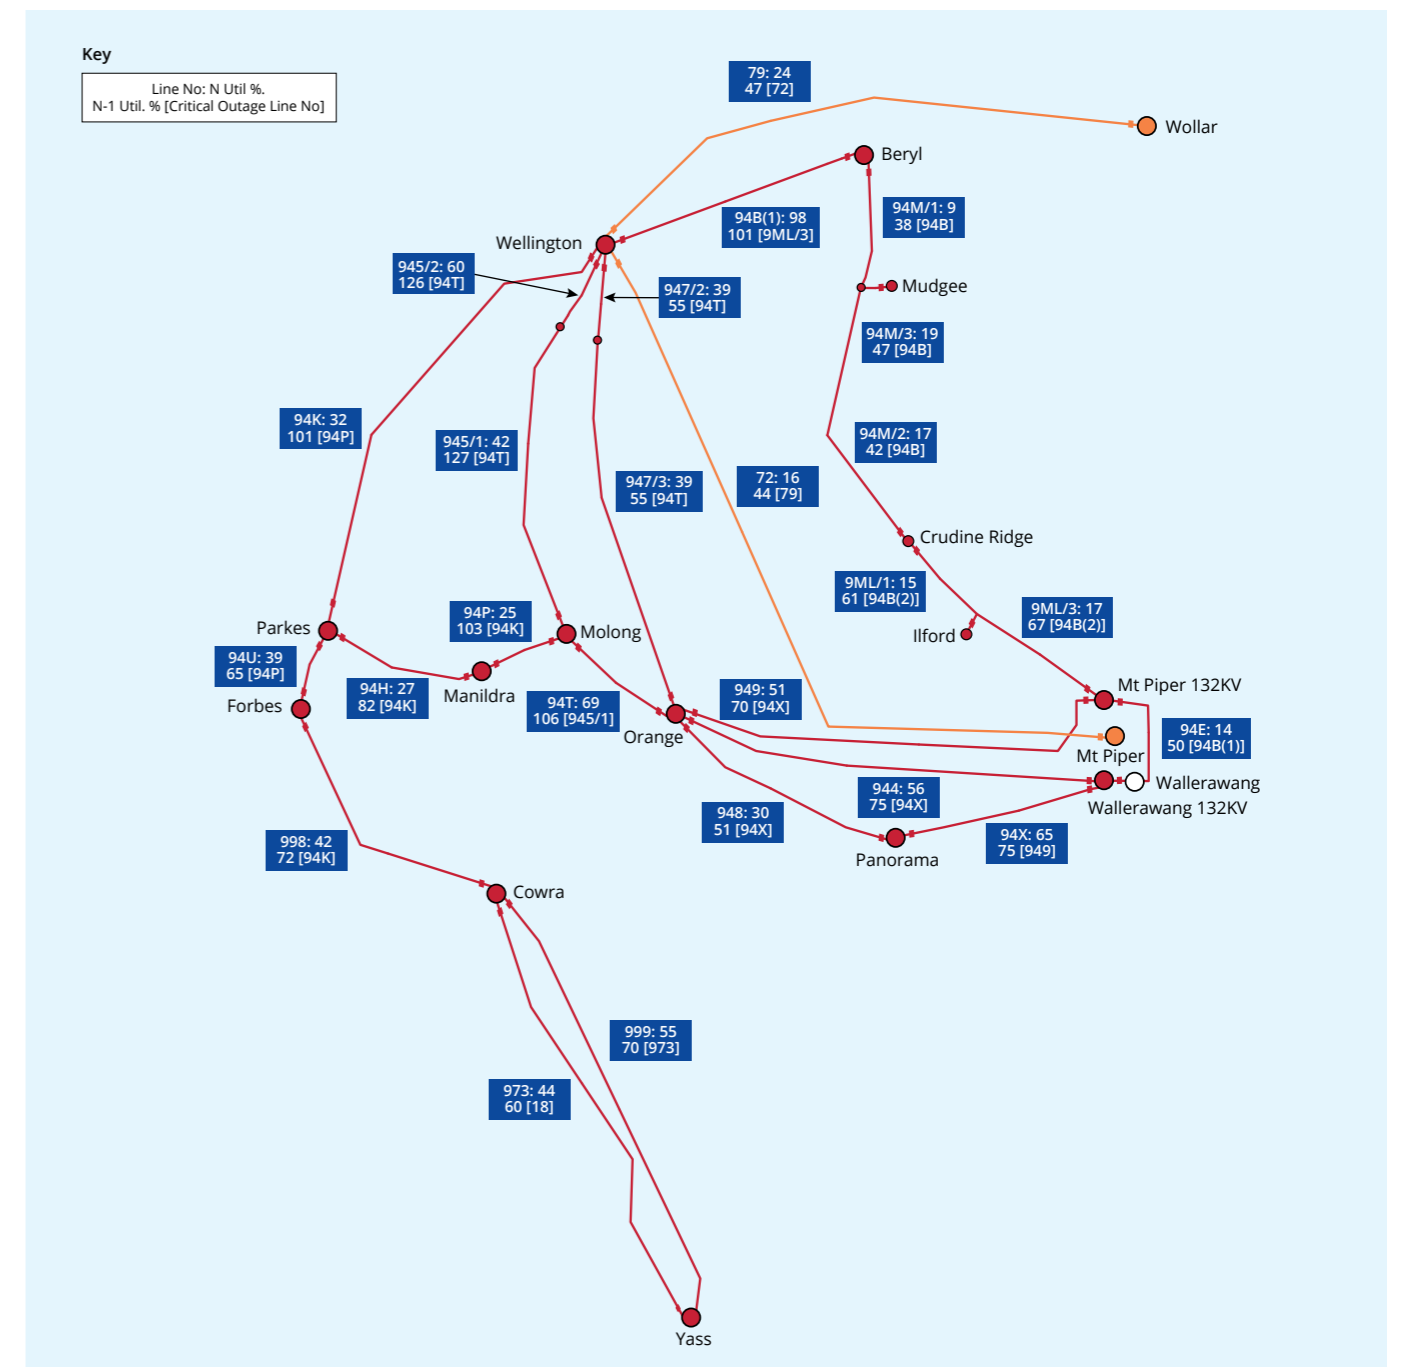 Key
Line No: N Util %.
N-1 Util. % [Critical Outage Line No]
79: 24
47 [72]
Wollar
Beryl
94B(1): 98
101 [9ML/3]
94M/1: 9
38 [94B]
Wellington
945/2: 60
126 [94T]
947/2: 39
55 [94T]
Mudgee
94M/3: 19
47 [94B]
94K: 32
101 [94P]
945/1: 42
127 [94T]
94M/2: 17
42 [94B]
947/3: 39
55 [94T]
72: 16
44 [79]
Crudine Ridge
9ML/1: 15
61 [94B(2)]
9ML/3: 17
67 [94B(2)]
Ilford
94P: 25
103 [94K]
Parkes
Molong
94U: 39
65 [94P]
94H: 27
82 [94K]
Manildra
94T: 69
106 [945/1]
949: 51
70 [94X]
Mt Piper 132KV
Forbes
Orange
94E: 14
50 [94B(1)]
Mt Piper
Wallerawang
944: 56
75 [94X]
Wallerawang 132KV
948: 30
51 [94X]
94X: 65
75 [949]
Panorama
998: 42
72 [94K]
Cowra
999: 55
70 [973]
973: 44
60 [18]
Yass